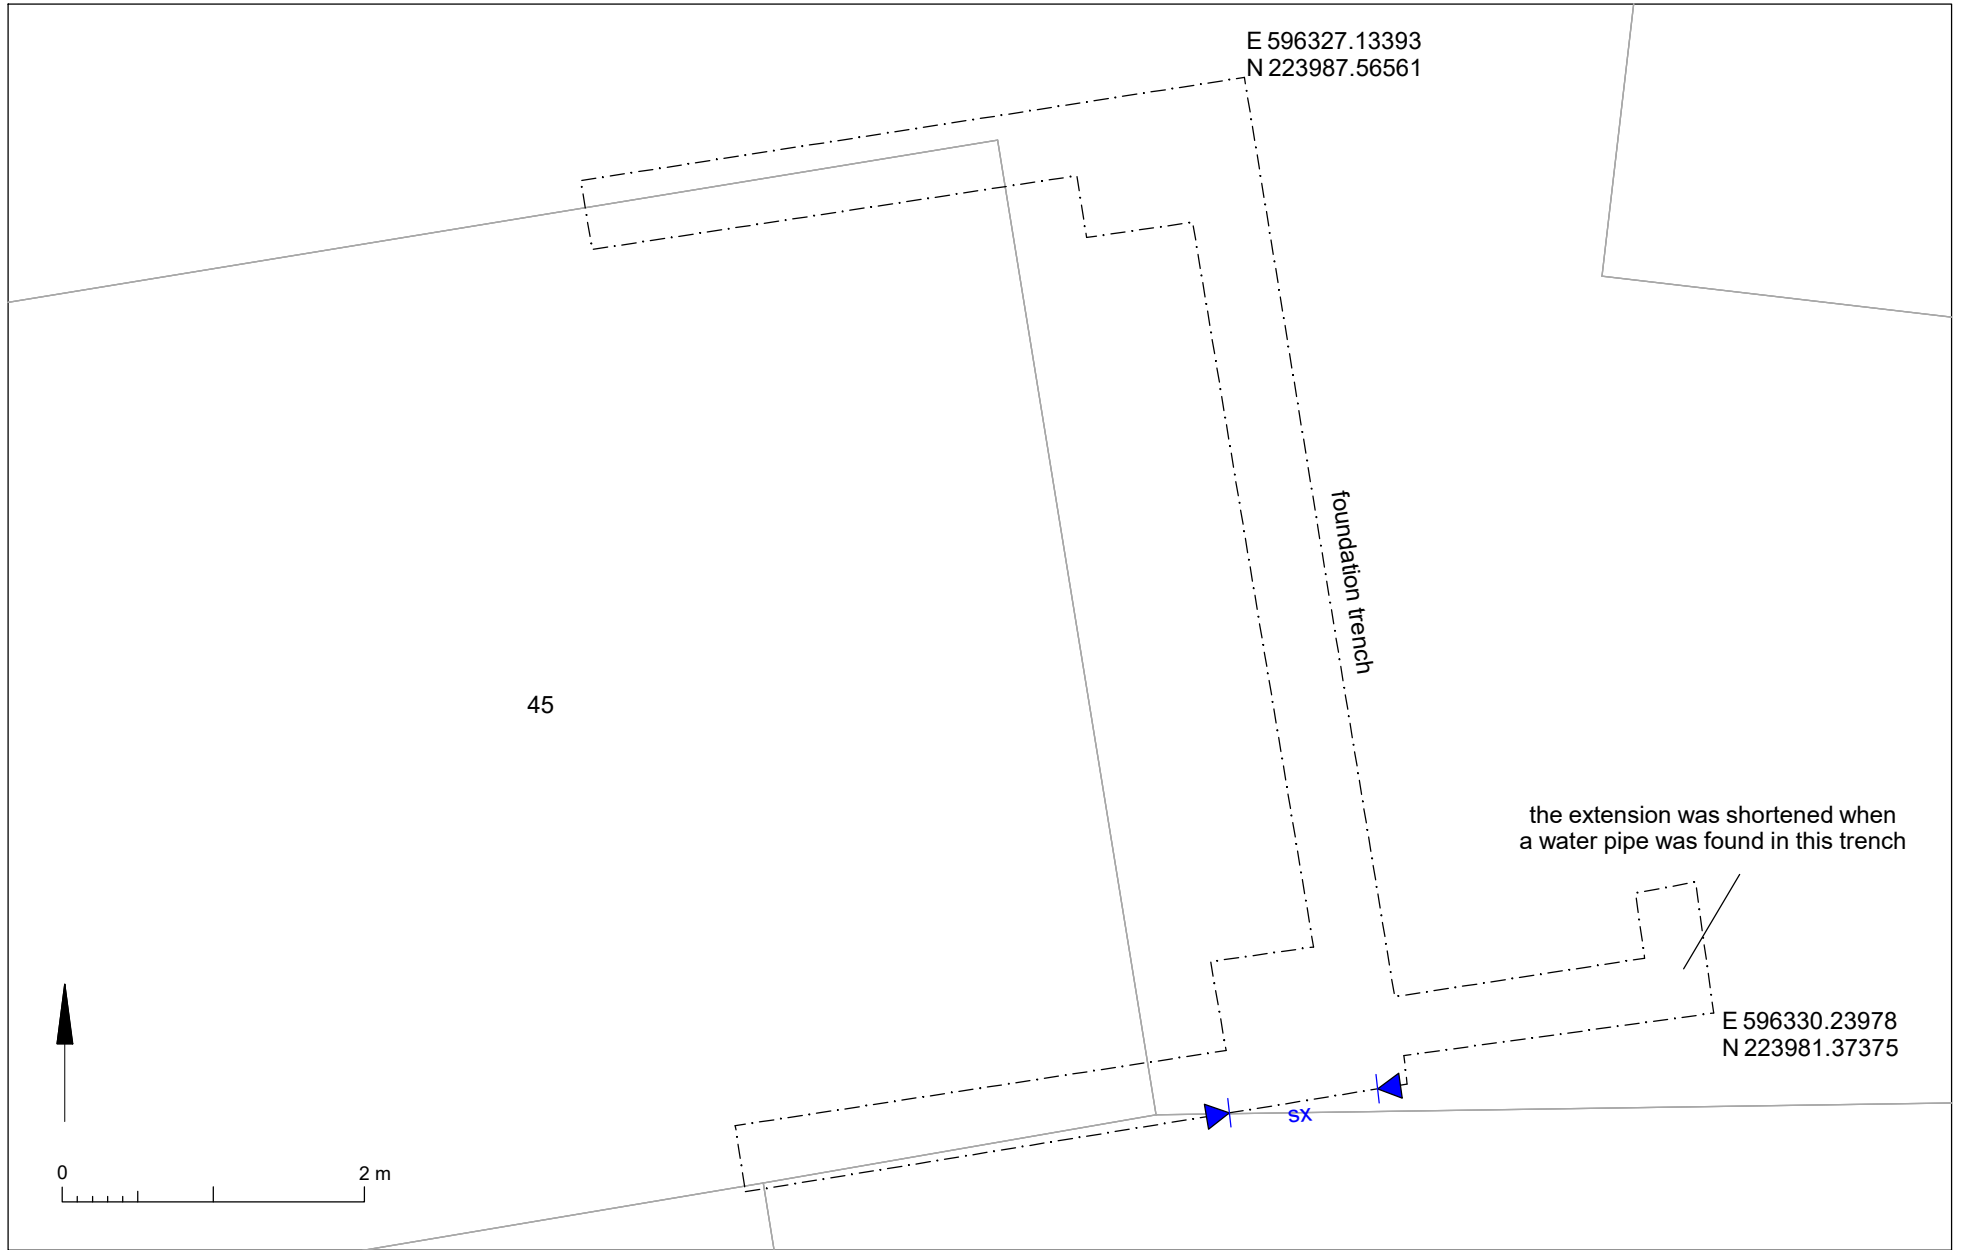 E 596327.13393
N 223987.56561
foundation trench
45
the extension was shortened when
a water pipe was found in this trench
E 596330.23978
N 223981.37375
sx
0 2 m